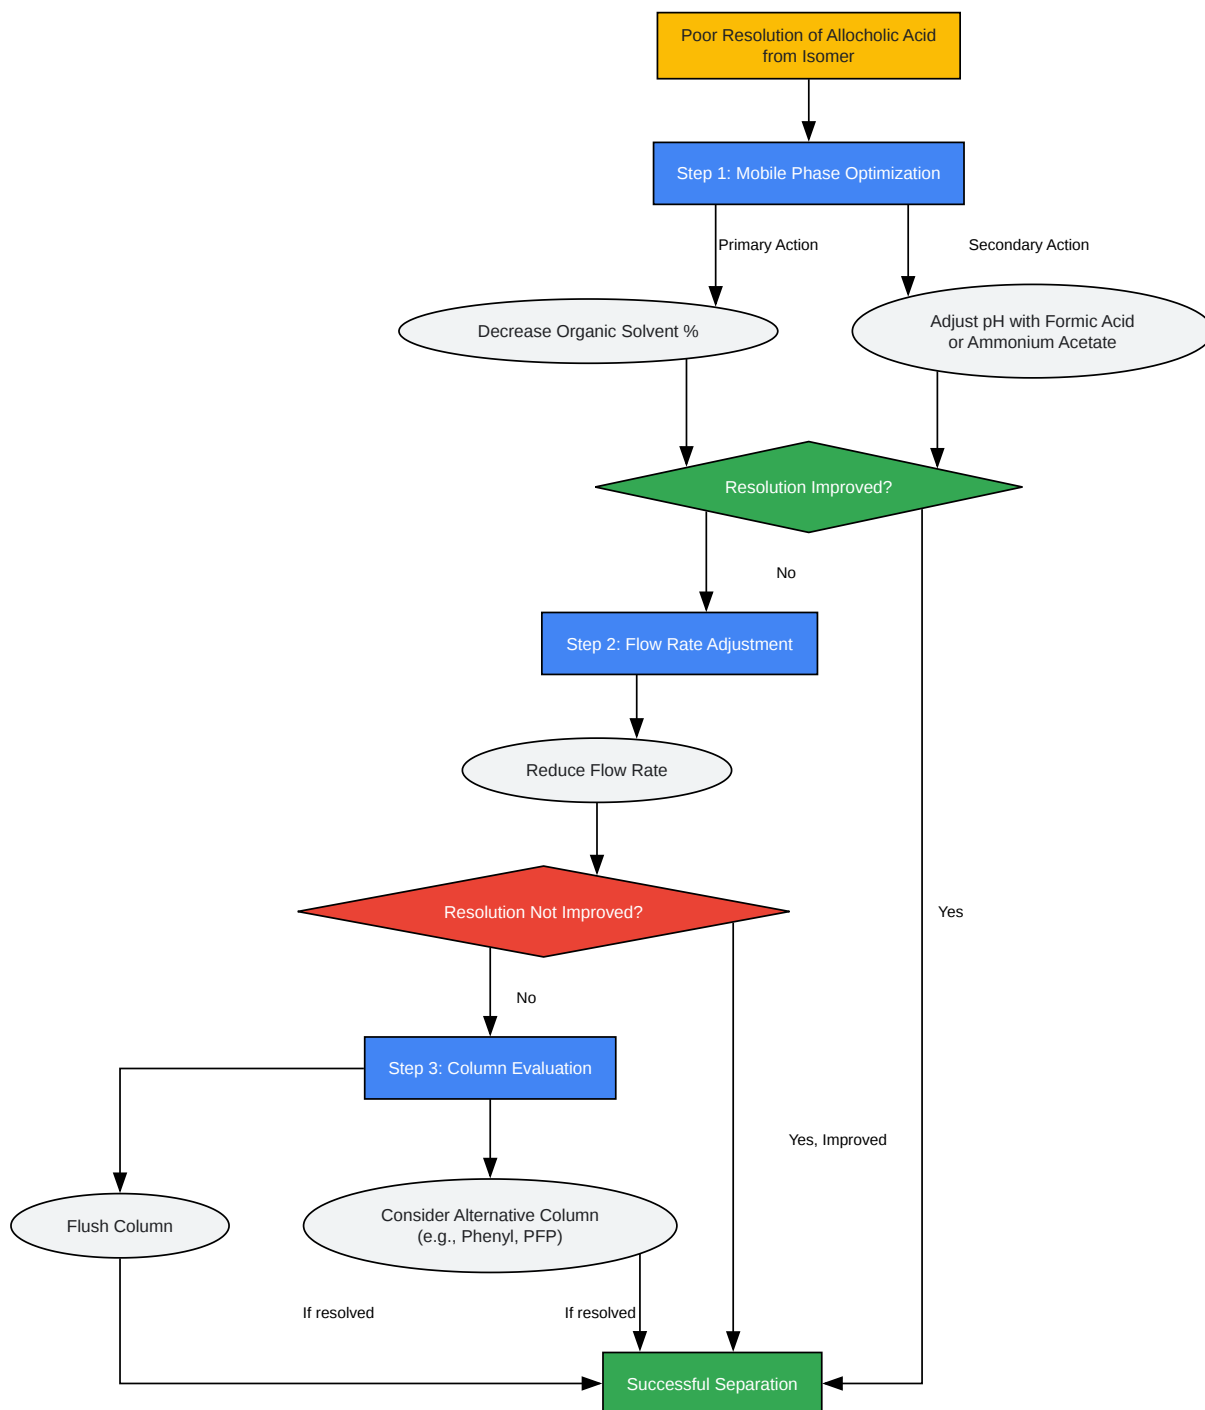 Poor Resolution of Allocholic Acid
from Isomer
Step 1: Mobile Phase Optimization
Primary Action
Secondary Action
Decrease Organic Solvent %
Adjust pH with Formic Acid
or Ammonium Acetate
Resolution Improved?
No
Step 2: Flow Rate Adjustment
Reduce Flow Rate
Resolution Not Improved?
Yes
No
Step 3: Column Evaluation
Yes, Improved
Flush Column
Consider Alternative Column
(e.g., Phenyl, PFP)
If resolved
If resolved
Successful Separation